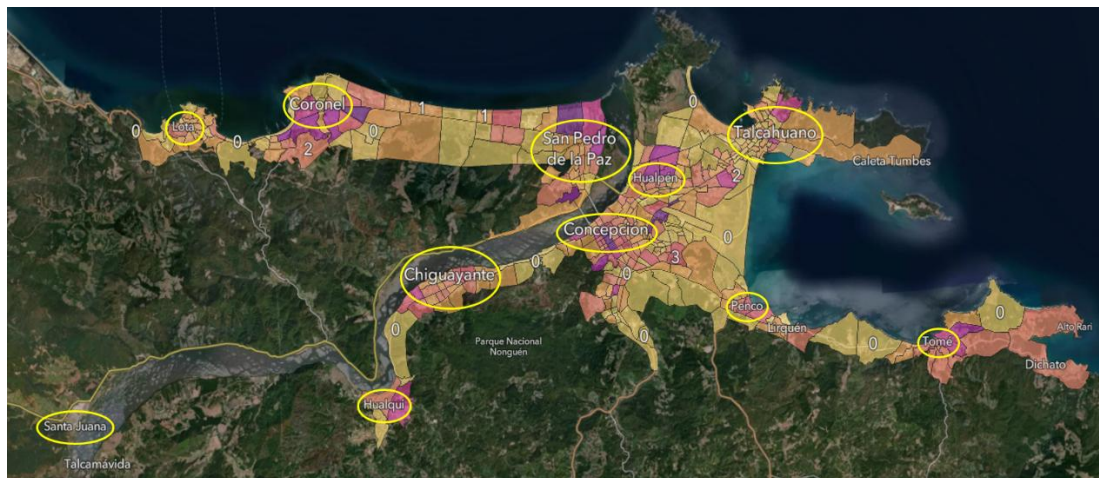 0
Lota
0
Coronel
2
0
1
1
San Pedro
de la Paz
0
Talcahuano
Caleta Tumbes
Hualpén
2
Concepción
0
3
0
0
Chiguayante
0
Parque Nacional
Nonguén
Penco
Lirquén
0
Tomé
0
Alto Rari
Dichato
Hualqui
Santa Juana
Talcamávida